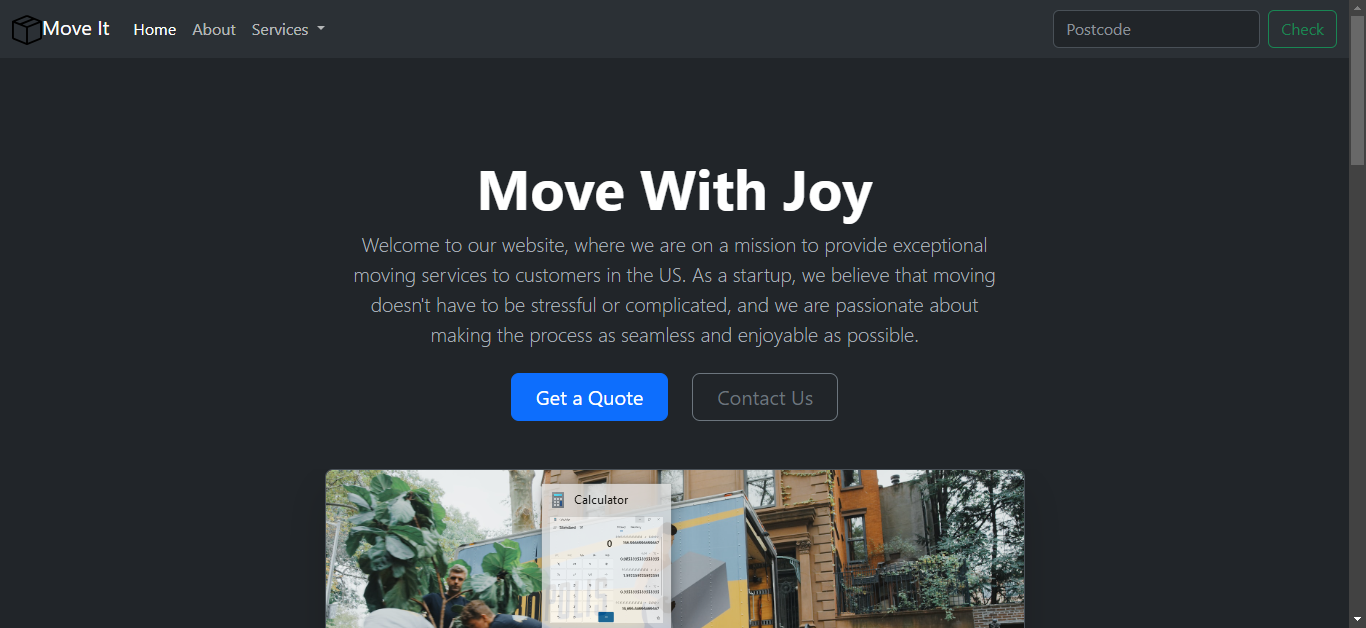 Move It
Home
About
Services
Postcode
Check
Move With Joy
Welcome to our website, where we are on a mission to provide exceptional
moving services to customers in the US. As a startup, we believe that moving
doesn't have to be stressful or complicated, and we are passionate about
making the process as seamless and enjoyable as possible.
Get a Quote
Contact Us
Calculator
Standard
0